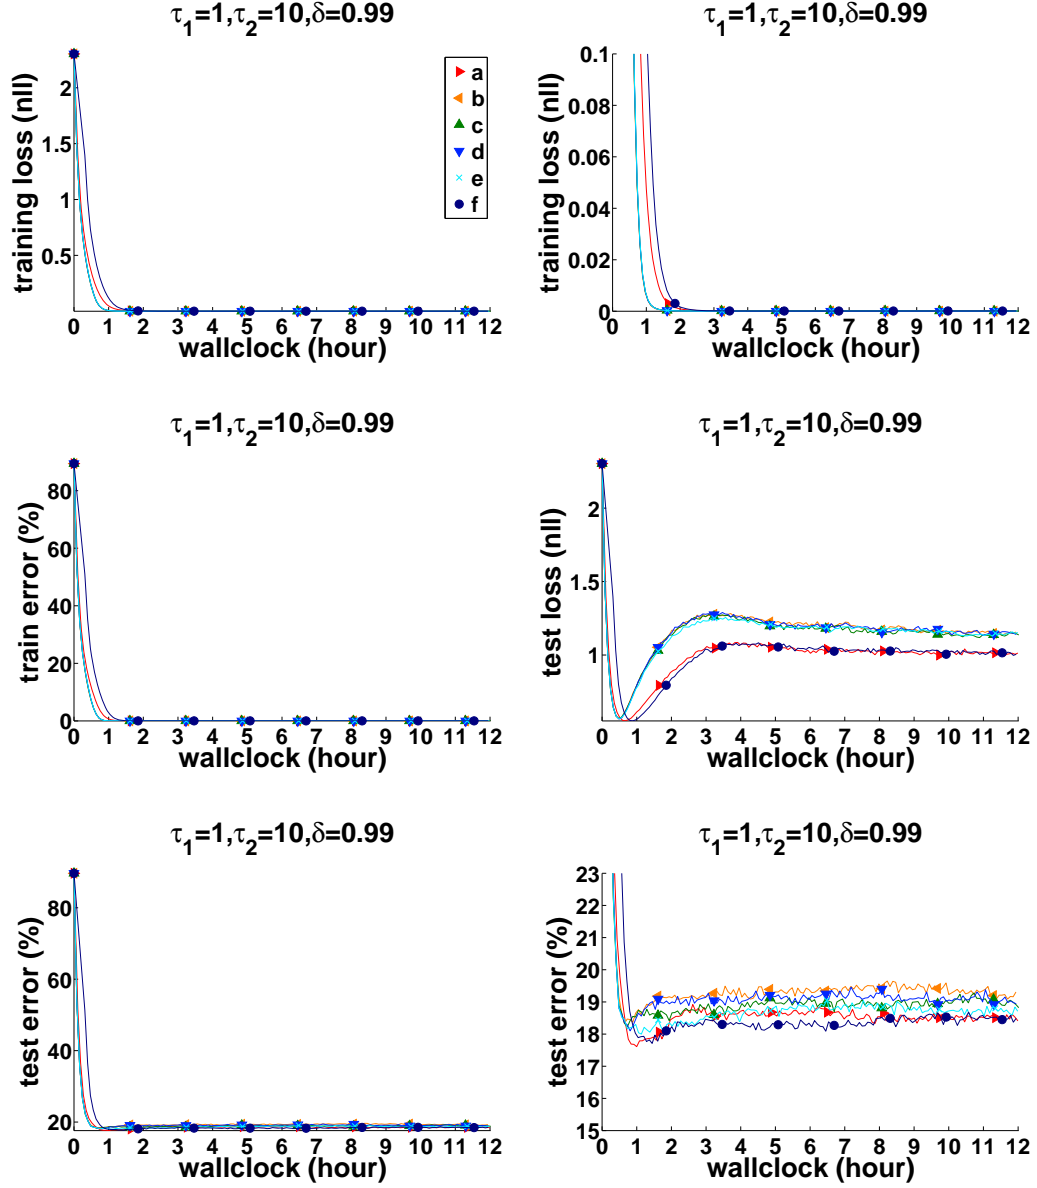 τ1=1,τ2=10,δ=0.99
training loss (nll)
2
1.5
1
0.5
0 1 2 3 4 5 6 7 8 9 10 11 12
wallclock (hour)
a
b
c
d
e
f
τ1=1,τ2=10,δ=0.99
training loss (nll)
0.1
0.08
0.06
0.04
0.02
0
0 1 2 3 4 5 6 7 8 9 10 11 12
wallclock (hour)
τ1=1,τ2=10,δ=0.99
train error (%)
80
60
40
20
0
0 1 2 3 4 5 6 7 8 9 10 11 12
wallclock (hour)
τ1=1,τ2=10,δ=0.99
test loss (nll)
2
1.5
1
0 1 2 3 4 5 6 7 8 9 10 11 12
wallclock (hour)
τ1=1,τ2=10,δ=0.99
test error (%)
80
60
40
20
0 1 2 3 4 5 6 7 8 9 10 11 12
wallclock (hour)
τ1=1,τ2=10,δ=0.99
test error (%)
23
22
21
20
19
18
17
16
15
0 1 2 3 4 5 6 7 8 9 10 11 12
wallclock (hour)